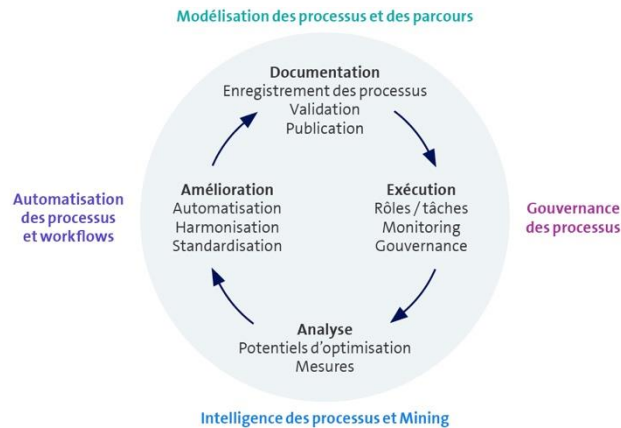 Modélisation des processus et des parcours
Documentation
Enregistrement des processus
Validation
Publication
Automatisation
des processus
et workflows
Amélioration
Automatisation
Harmonisation
Standardisation
Exécution
Rôles / tâches
Monitoring
Gouvernance
Gouvernance
des processus
Analyse
Potentiels d'optimisation
Mesures
Intelligence des processus et Mining